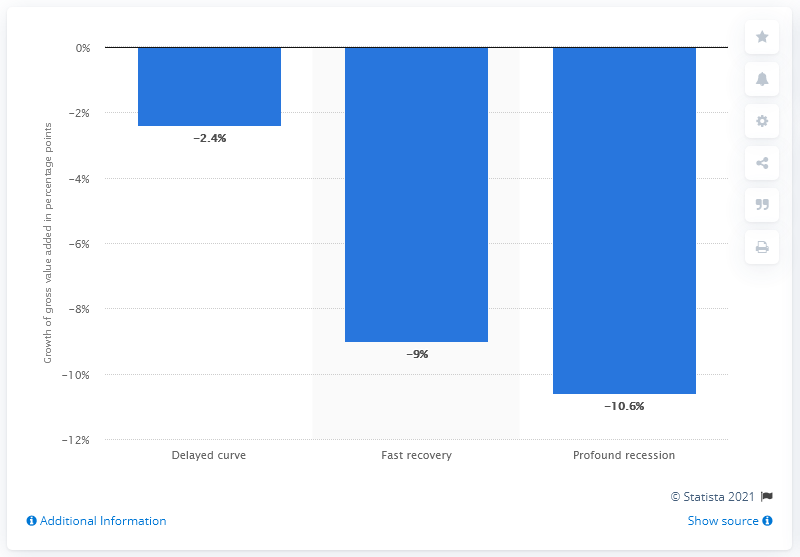 Growth of gross value added in percentage points
0%
−2%
−4%
−6%
−8%
−10%
−12%
−2.4%
−9%
−10.6%
Delayed curve
Fast recovery
Profound recession
© Statista 2021
Additional Information
Show source